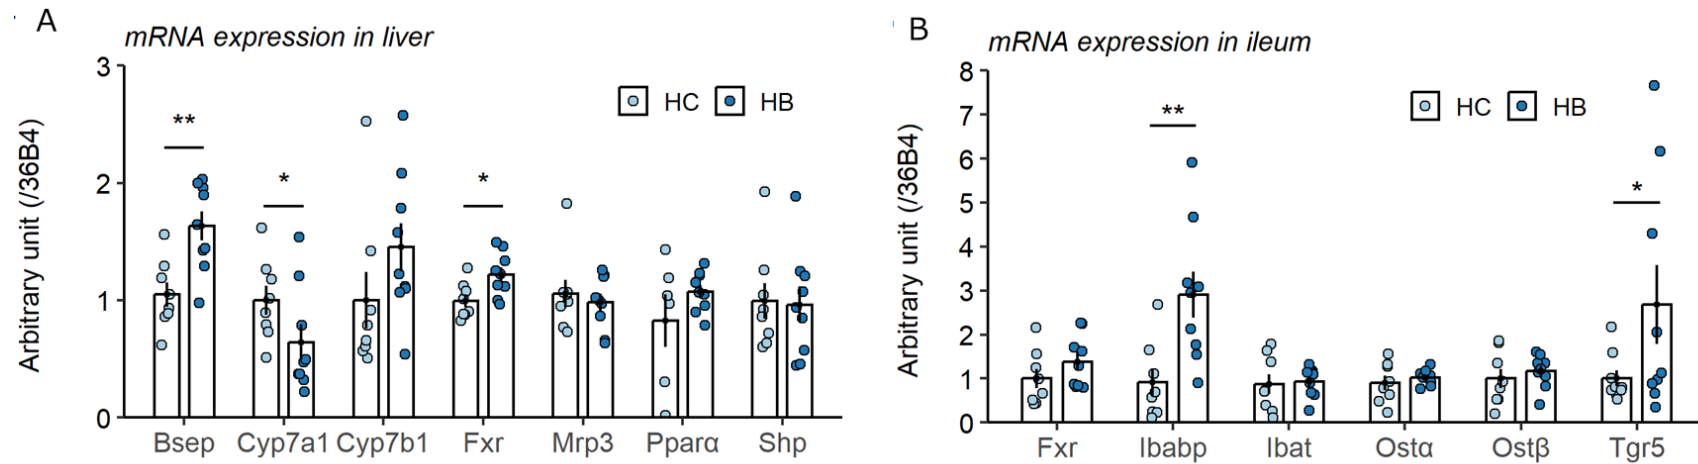 A
mRNA expression in liver
3
2
1
0
Arbitrary unit (/36B4)
HC
HB
**
*
*
Bsep Cyp7a1 Cyp7b1 Fxr Mrp3 Pparα Shp
B
mRNA expression in ileum
8
7
6
5
4
3
2
1
0
Arbitrary unit (/36B4)
HC
HB
**
*
Fxr Ibabp Ibat Ostα Ostβ Tgr5